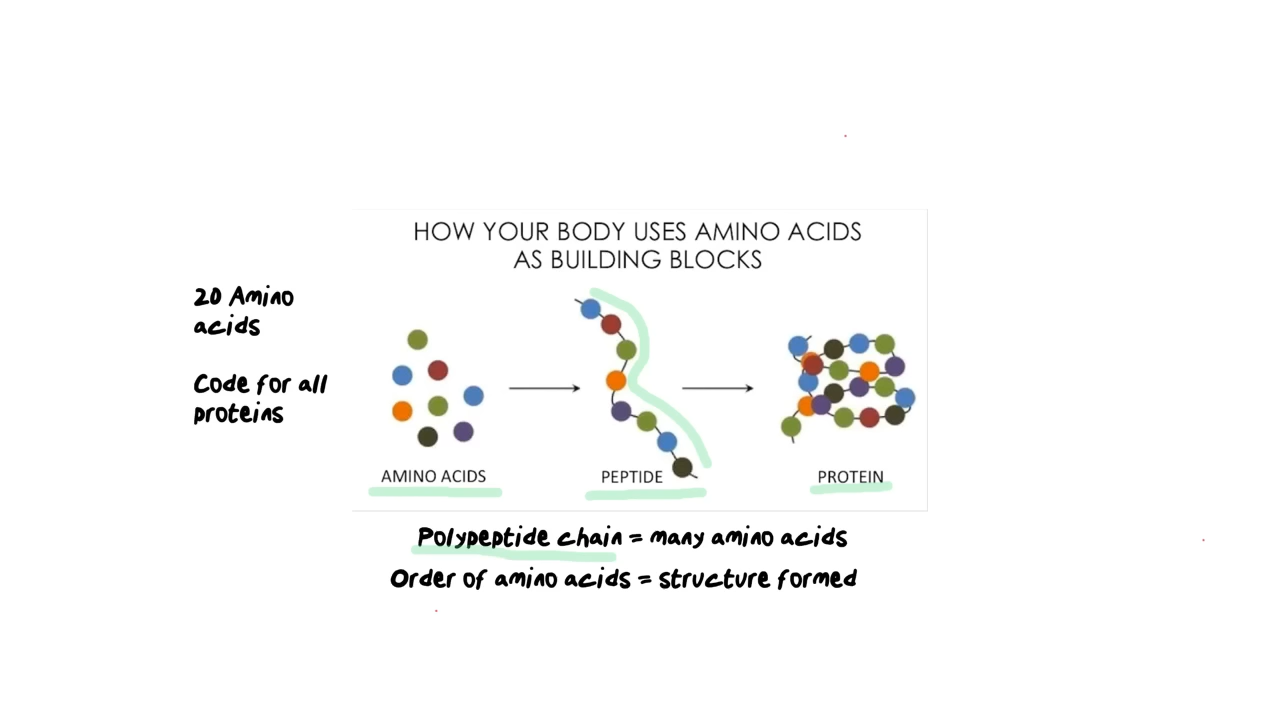 HOW YOUR BODY USES AMINO ACIDS
AS BUILDING BLOCKS
20 Amino
acids
Code for all
proteins
AMINO ACIDS
PEPTIDE
PROTEIN
Polypeptide chain = many amino acids
Order of amino acids = structure formed